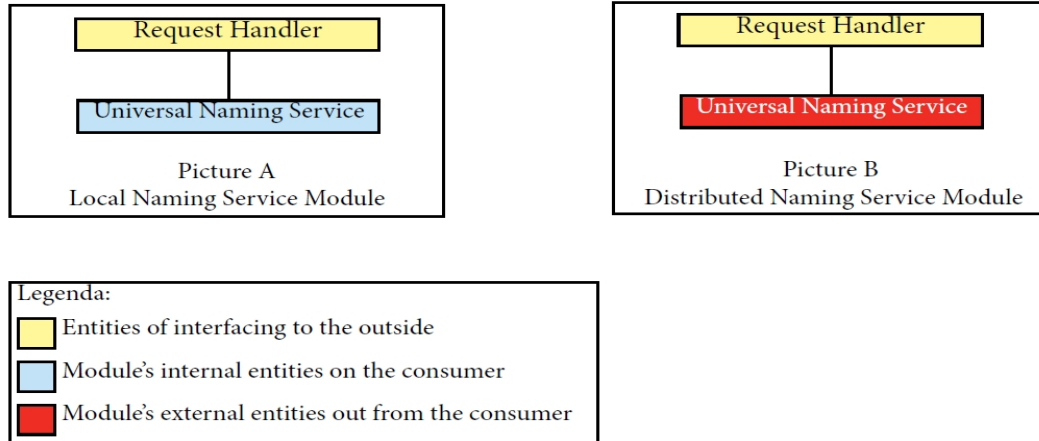 Request Handler
Universal Naming Service
Picture A
Local Naming Service Module
Request Handler
Universal Naming Service
Picture B
Distributed Naming Service Module
Legenda:
Entities of interfacing to the outside
Module's internal entities on the consumer
Module's external entities out from the consumer